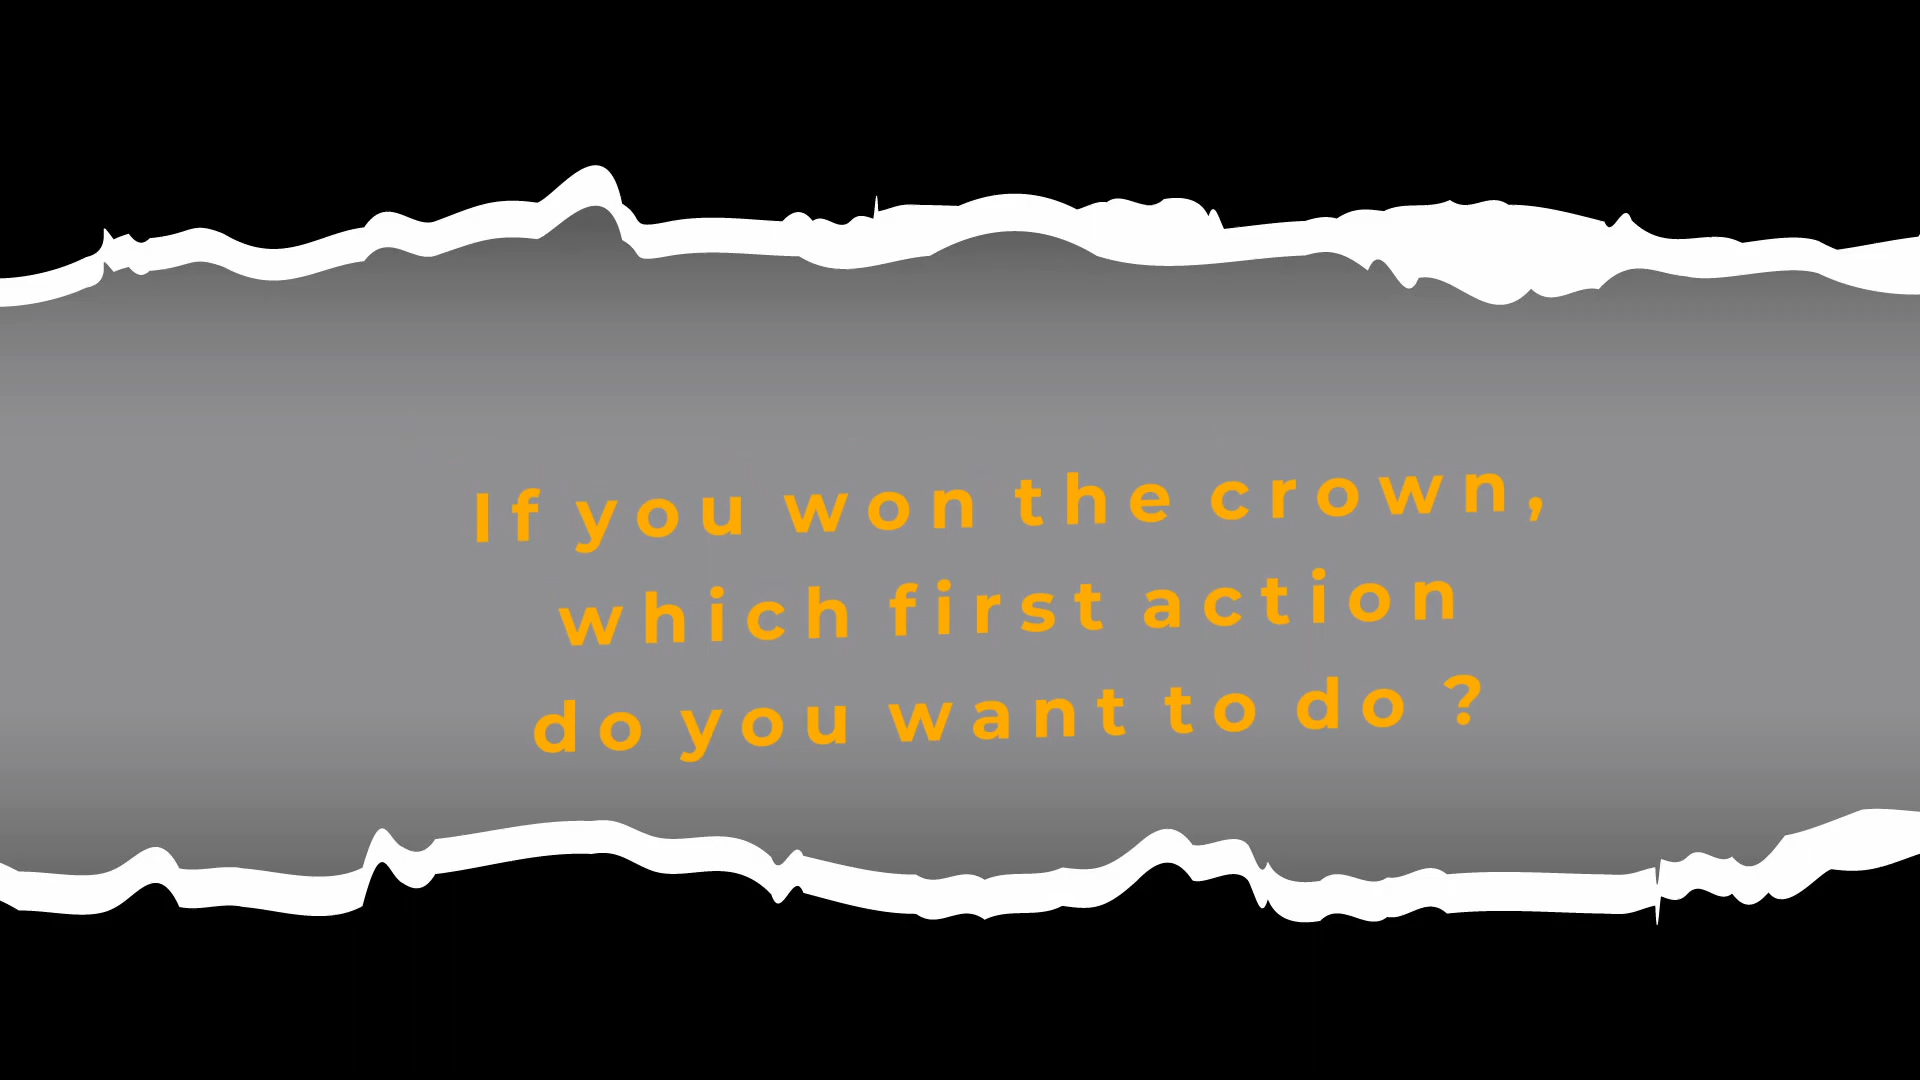 If you won the crown,
which first action
do you want to do ?